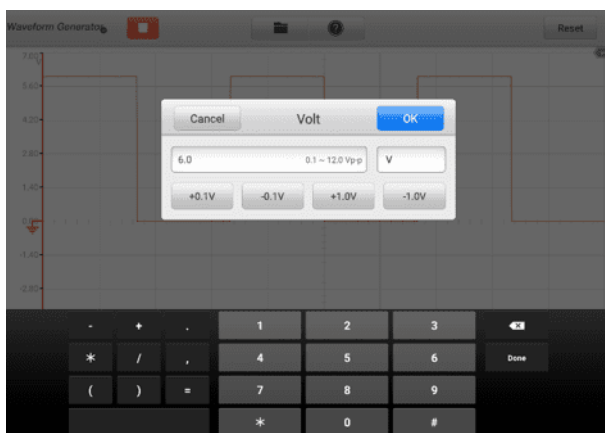 Waveform Generator
Reset
7.00
5.60
4.20
2.80
1.40
0.00
-1.40
-2.80
Cancel Volt OK
6.0 0.1 ~ 12.0 Vp-p V
+0.1V -0.1V +1.0V -1.0V
- + . 1 2 3
* / , 4 5 6 Done
( ) = 7 8 9
* 0 #